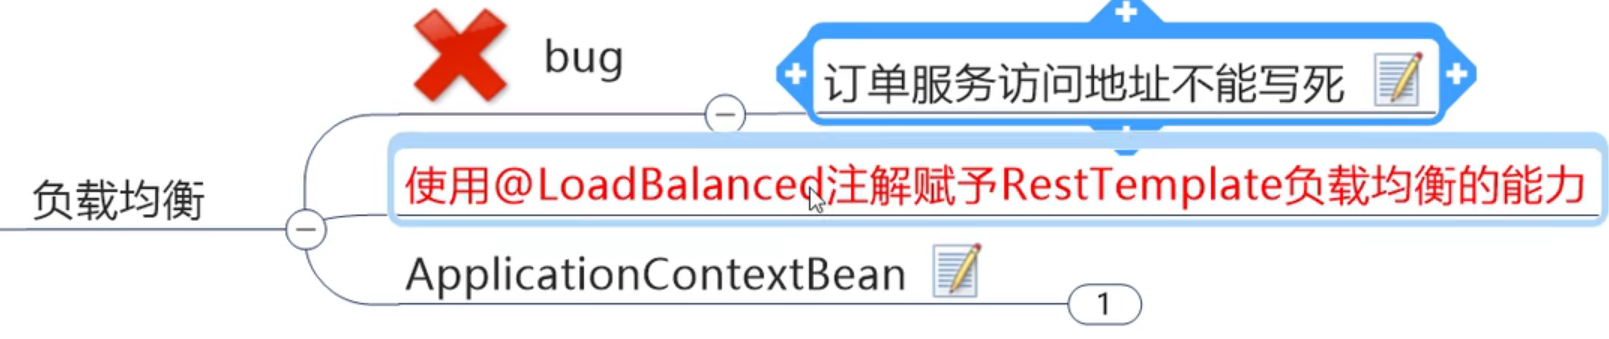 bug
订单服务访问地址不能写死
负载均衡
使用@LoadBalanced注解赋予RestTemplate负载均衡的能力
ApplicationContextBean
1